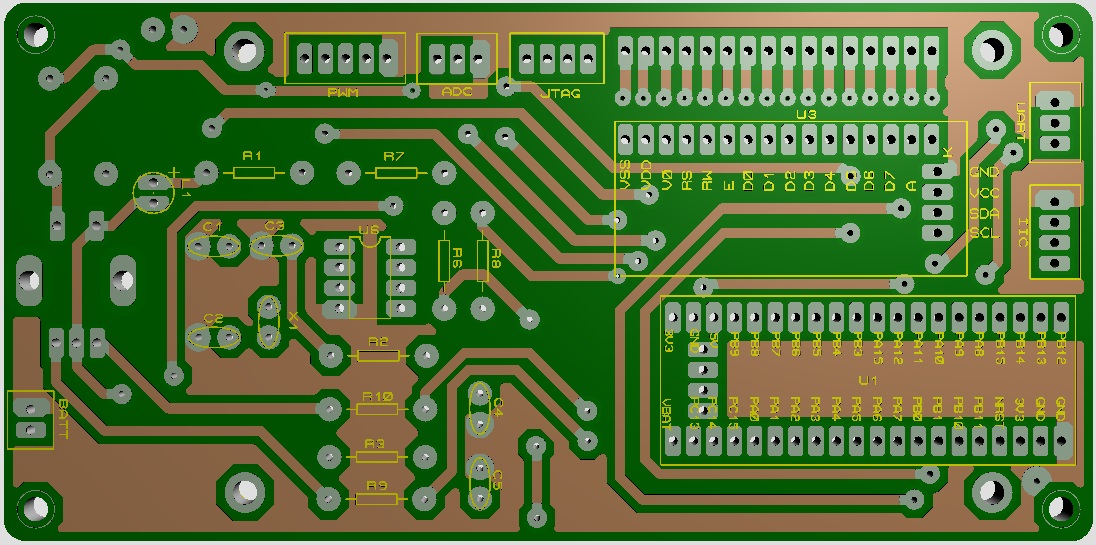 PWM
ADC
JTAG
U3
UART
VSS
VDD
V0
RS
RW
E
D0
D1
D2
D3
D4
D6
D7
A
K
GND
VCC
SDA
SCL
IIC
R1
R7
+
C1
C3
U6
R6
R8
C2
X1
R2
R10
R3
R9
C4
C5
BATT
3V3
GND
5V
PB9
PB8
PB7
PB6
PB5
PB4
PB3
PA15
PA12
PA11
PA10
PA9
PA8
PB15
PB14
PB13
PB12
U1
VBAT
PC15
PA0
PA1
PA2
PA3
PA4
PA5
PA6
PA7
PB0
PB1
PB10
PB11
NRST
3V3
GND
GND